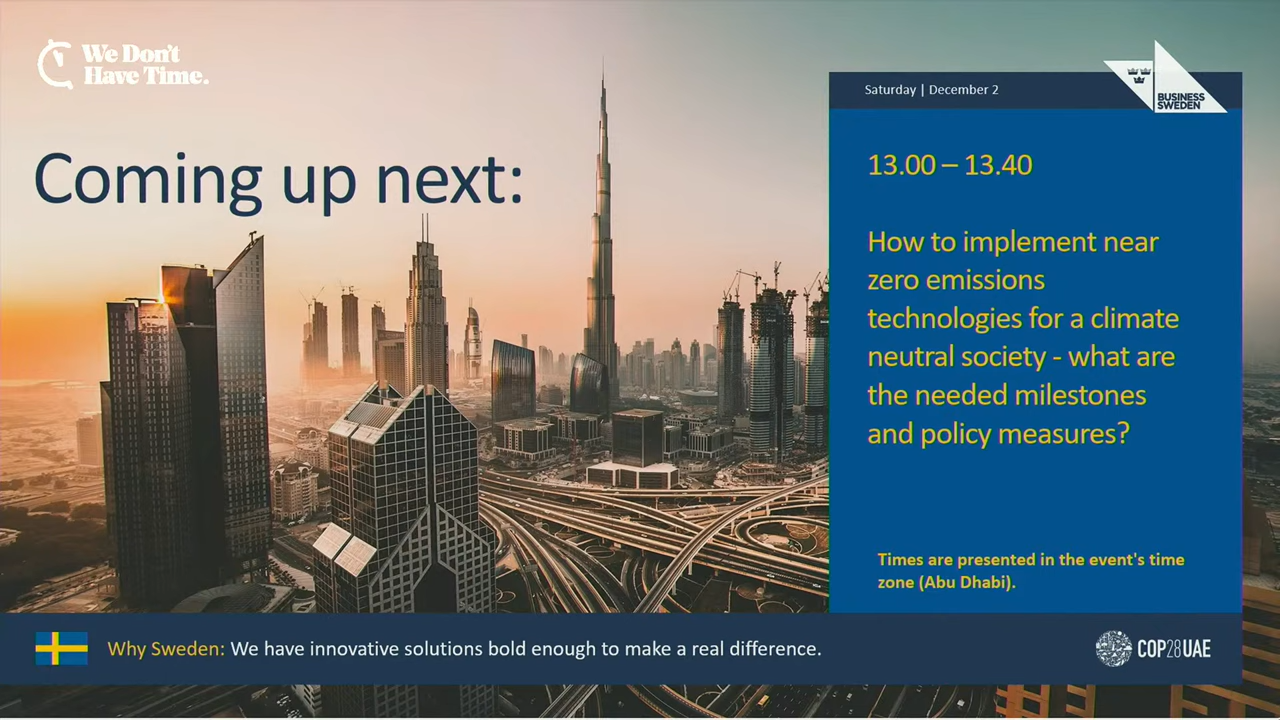 We Don't
Have Time.
Saturday | December 2
BUSINESS
SWEDEN
Coming up next:
13.00 – 13.40
How to implement near
zero emissions
technologies for a climate
neutral society - what are
the needed milestones
and policy measures?
Times are presented in the event's time
zone (Abu Dhabi).
Why Sweden: We have innovative solutions bold enough to make a real difference.
COP28UAE